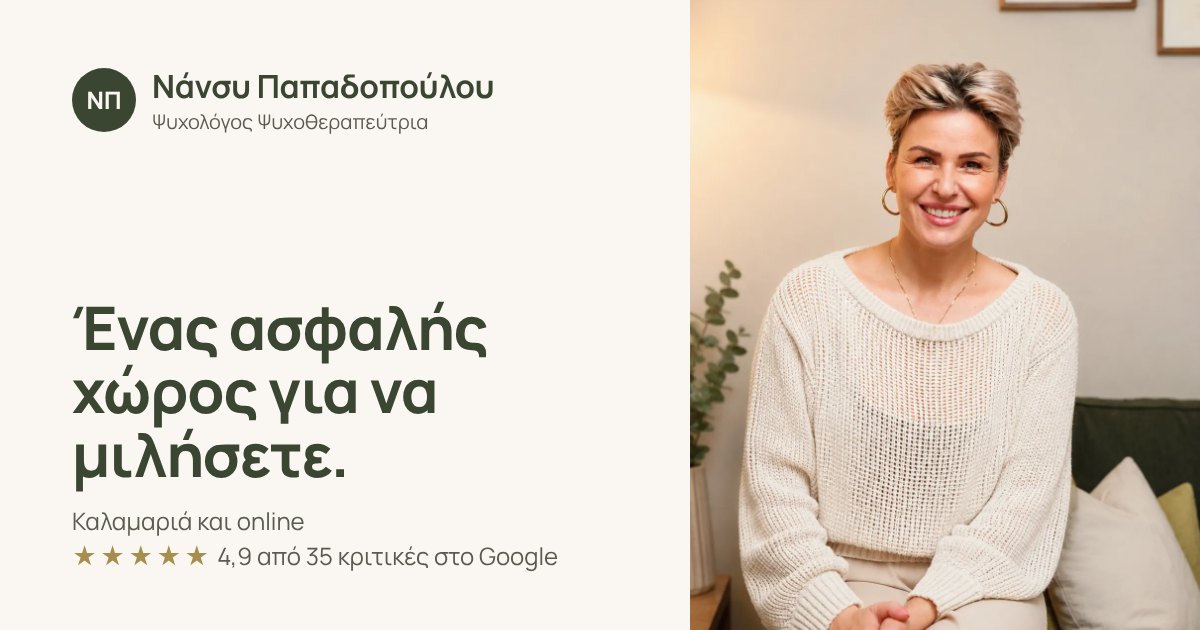 ΝΠ
Νάνσυ Παπαδοπούλου
Ψυχολόγος Ψυχοθεραπεύτρια
Ένας ασφαλής
χώρος για να
μιλήσετε.
Καλαμαριά και online
★★★★★ 4,9 από 35 κριτικές στο Google